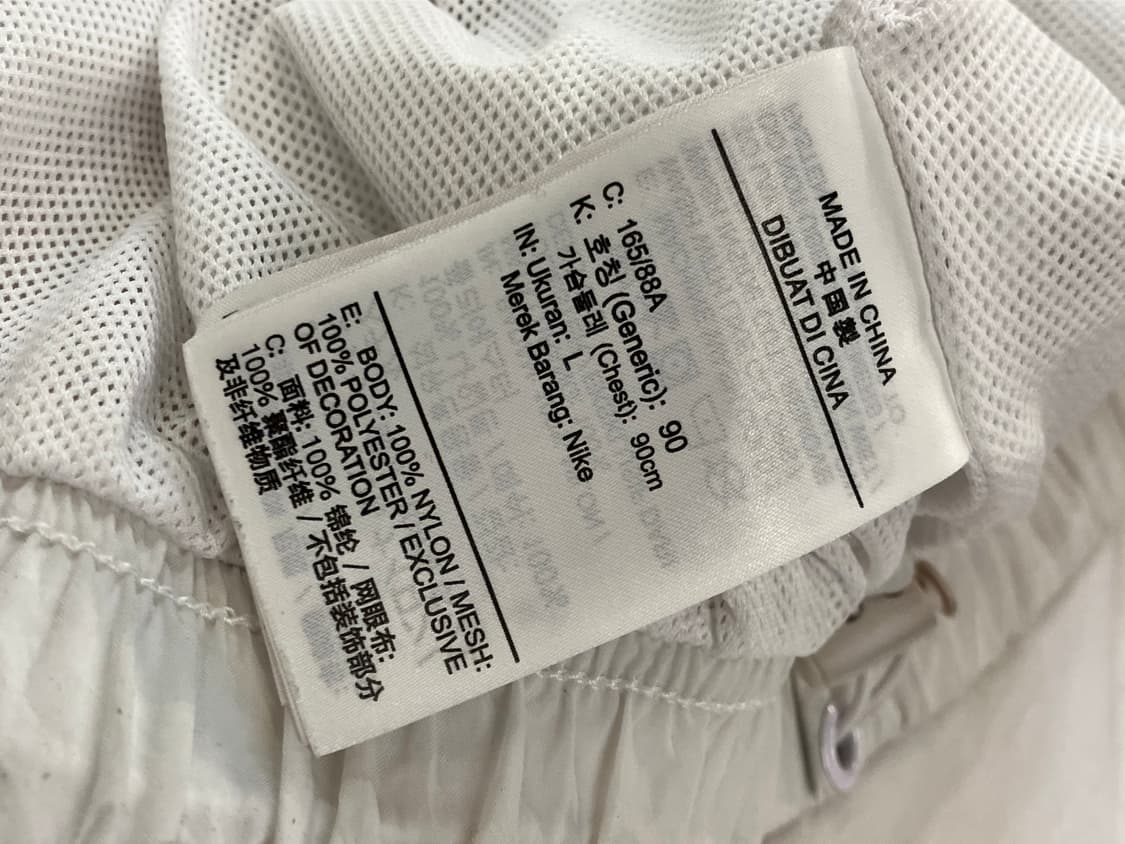 MADE IN CHINA
中国製
DIBUAT DI CINA
C: 165/88A
K: 호칭 (Generic): 90
가슴둘레 (Chest): 90cm
IN: Ukuran: L
Merek Barang: Nike
E: BODY: 100% NYLON / MESH:
100% POLYESTER / EXCLUSIVE
OF DECORATION
C: 面料: 100% 锦纶 / 网眼布:
100% 聚酯纤维 / 不包括装饰部分
及非纤维物质